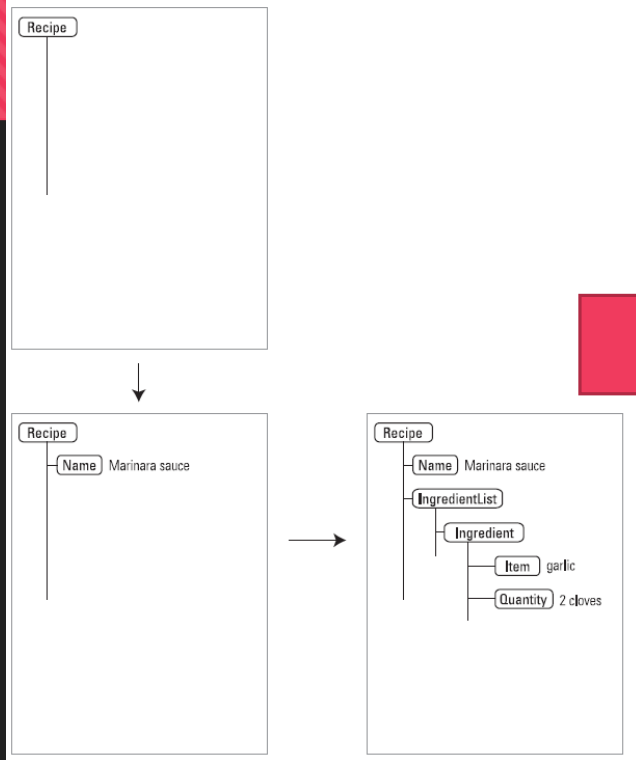 Recipe
Recipe
Name Marinara sauce
Recipe
Name Marinara sauce
IngredientList
Ingredient
Item garlic
Quantity 2 cloves